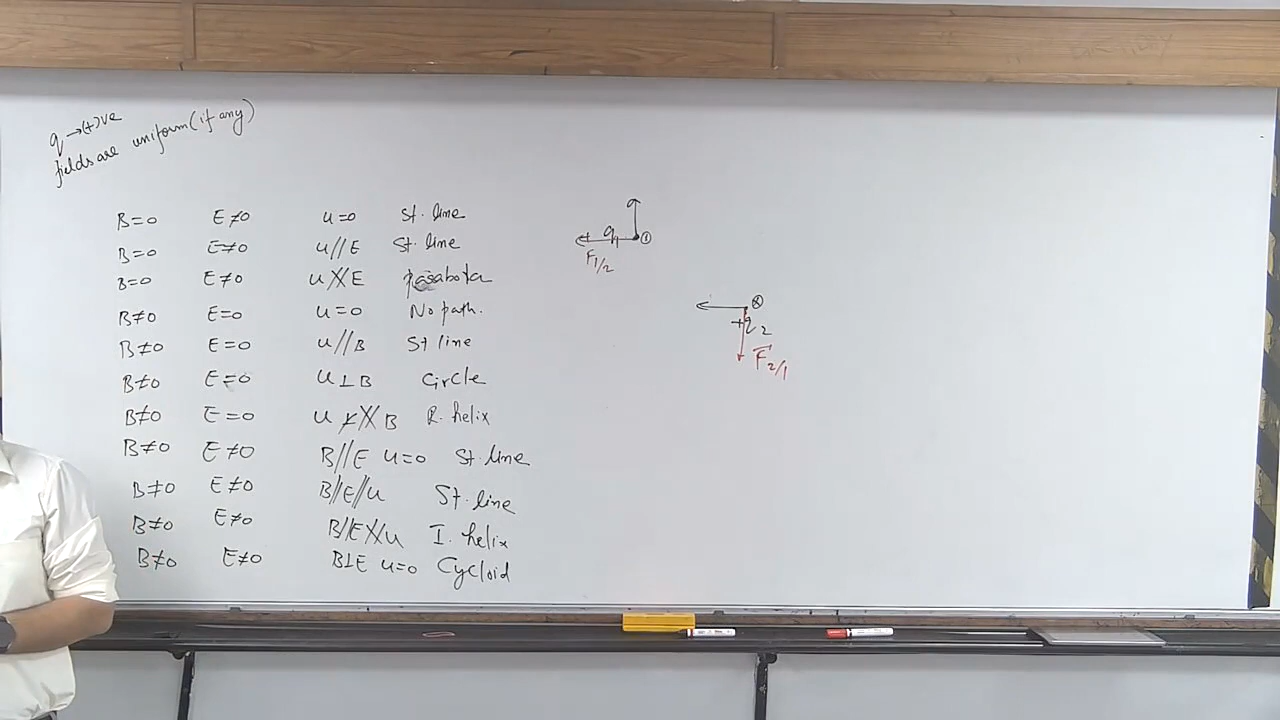 q → (+)ve
fields are uniform (if any)
B=0 E≠0 u=0 St. line
B=0 E≠0 u//E St. line
B=0 E≠0 u∦E parabola
B≠0 E=0 u=0 No path.
B≠0 E=0 u//B St line
B≠0 E=0 u⊥B Circle
B≠0 E=0 u⊥̸∦B R. helix
B≠0 E≠0 B//E u=0 St. line
B≠0 E≠0 B//E//u St. line
B≠0 E≠0 B//E∦u I. helix
B≠0 E≠0 B⊥E u=0 Cycloid
+ q₁ ⊙
F₁/₂
⊗
+q₂
F⃗₂/₁